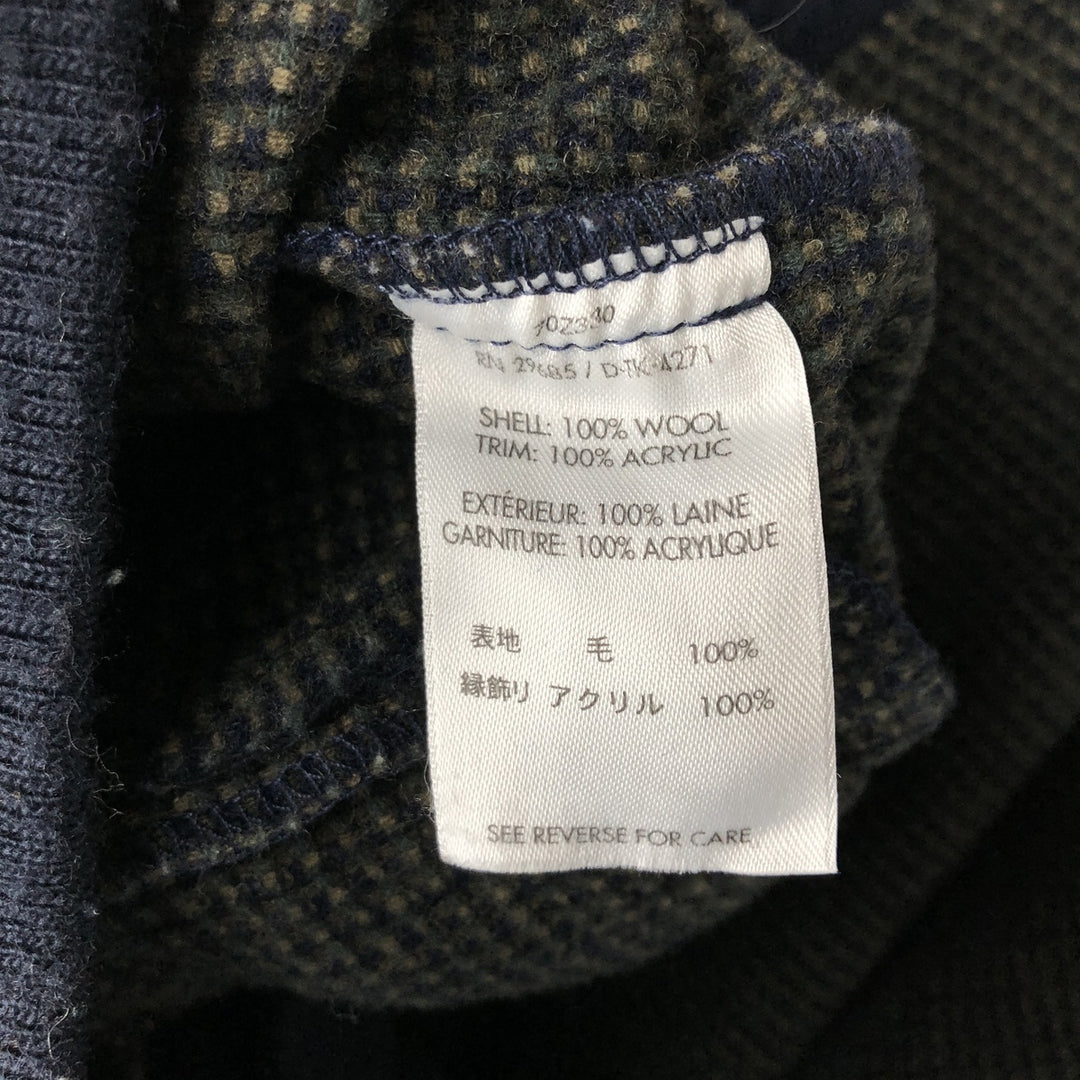 RN 29685 / D-TK-4271
SHELL: 100% WOOL
TRIM: 100% ACRYLIC
EXTÉRIEUR: 100% LAINE
GARNITURE: 100% ACRYLIQUE
表地 毛 100%
縁飾り アクリル 100%
SEE REVERSE FOR CARE